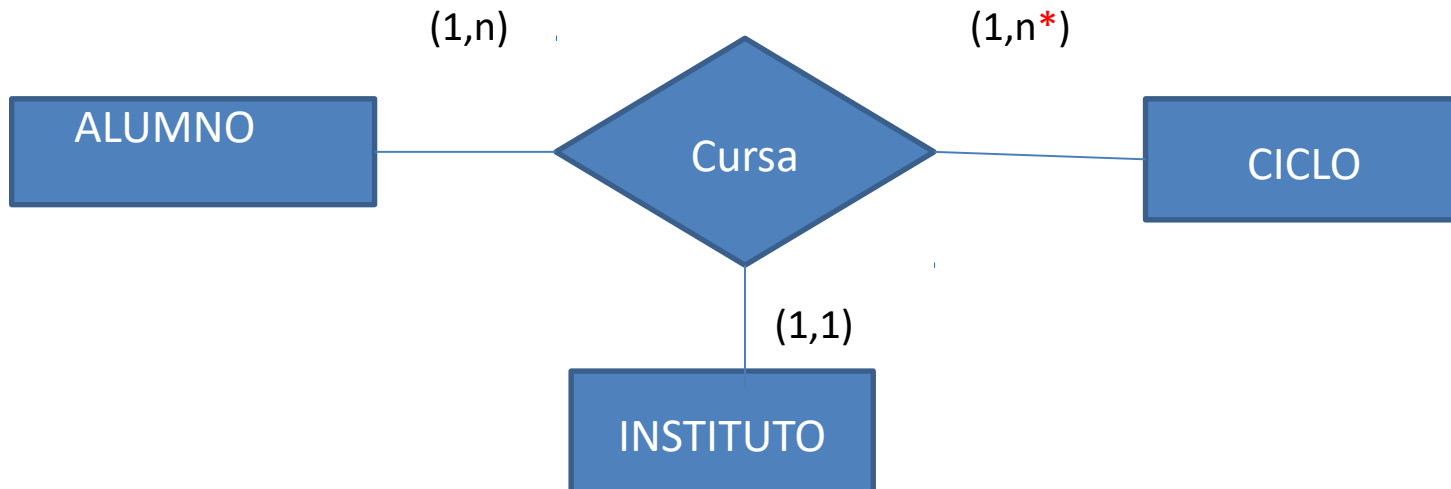 (1,n)
(1,n*)
ALUMNO
Cursa
CICLO
(1,1)
INSTITUTO